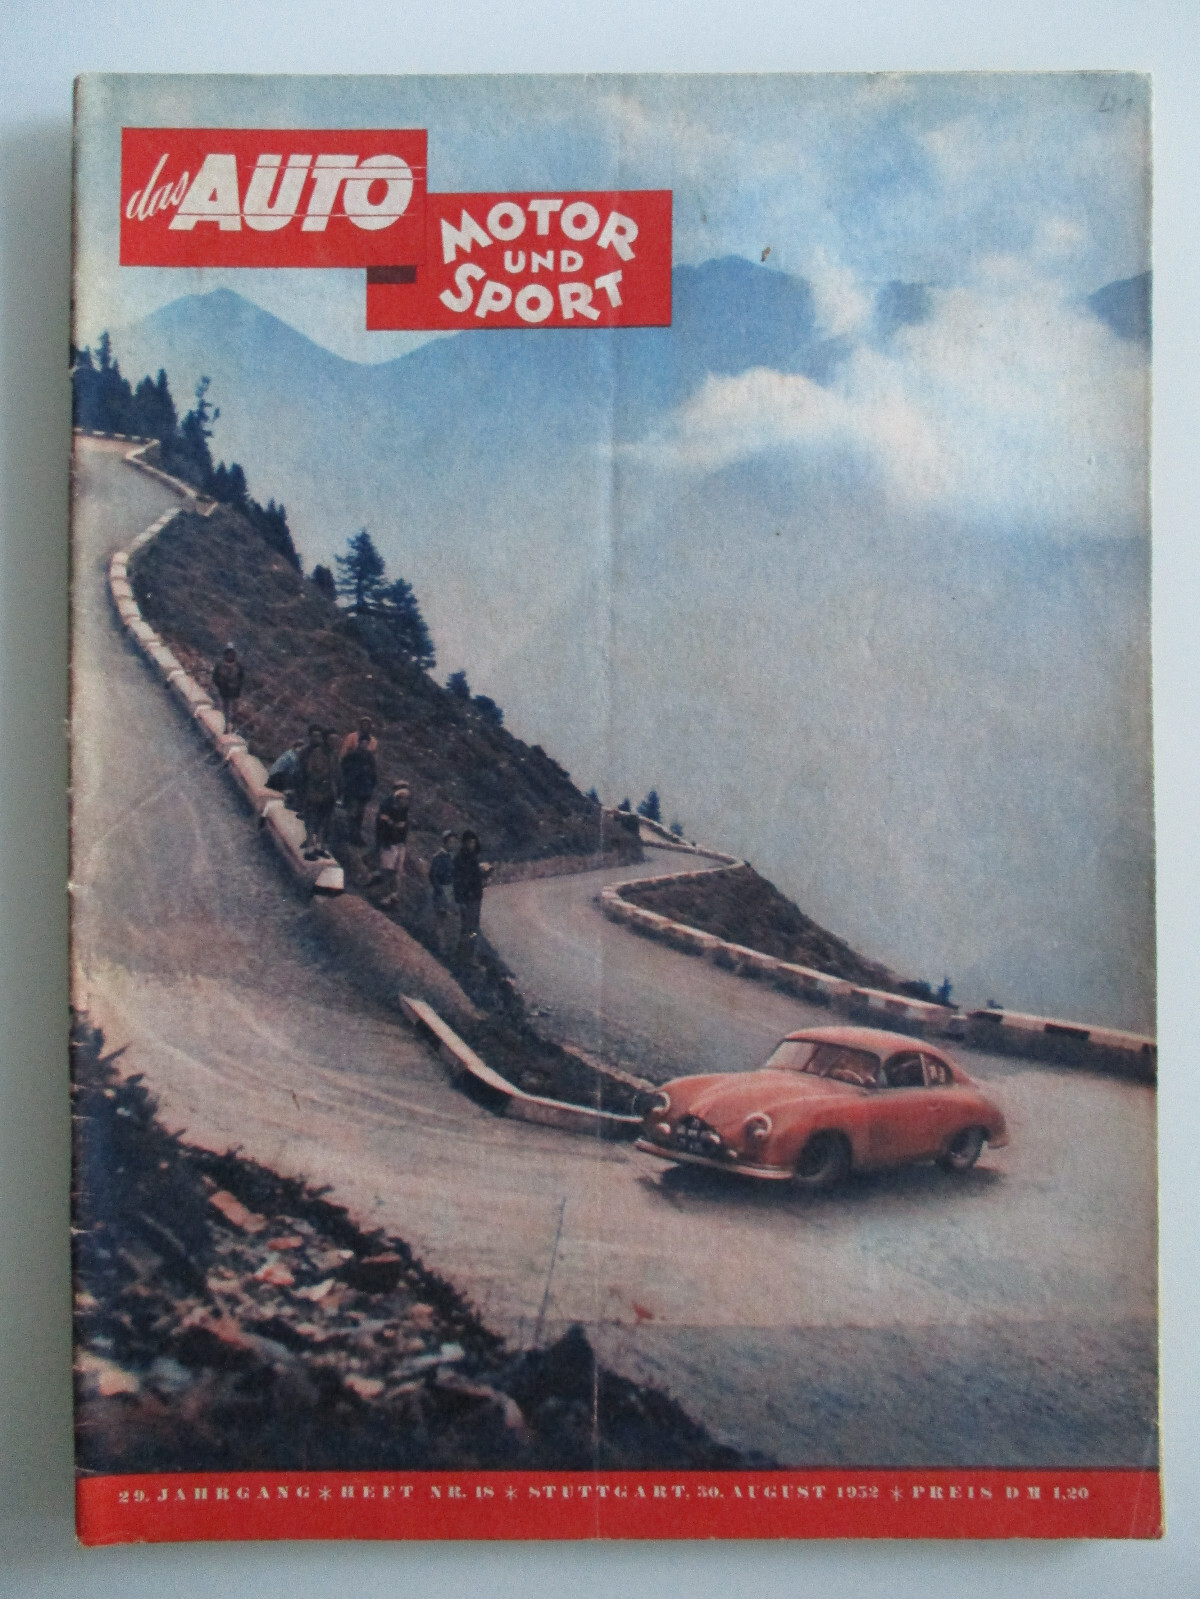 das AUTO
MOTOR
UND
SPORT
29. JAHRGANG * HEFT NR. 18 * STUTTGART, 30. AUGUST 1952 * PREIS DM 1,20